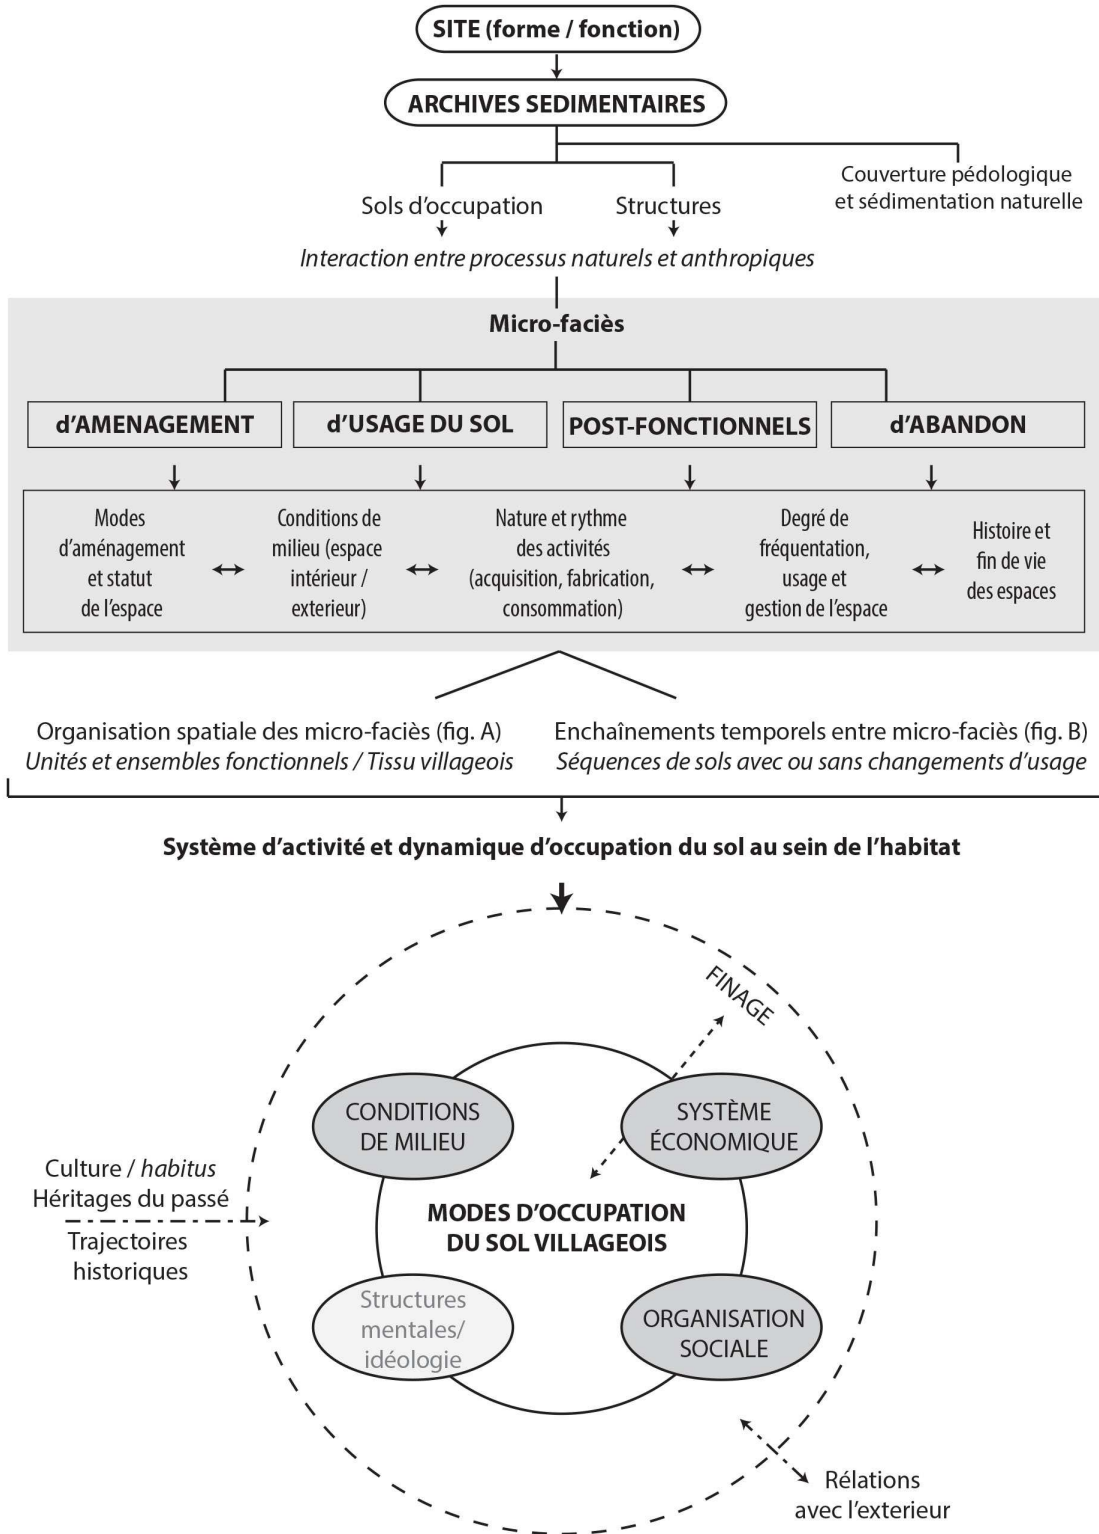 SITE (forme / fonction)
ARCHIVES SEDIMENTAIRES
Couverture pédologique
et sédimentation naturelle
Sols d'occupation
Structures
Interaction entre processus naturels et anthropiques
Micro-faciès
d'AMENAGEMENT
d'USAGE DU SOL
POST-FONCTIONNELS
d'ABANDON
Modes
d'aménagement
et statut
de l'espace
Conditions de
milieu (espace
intérieur /
exterieur)
Nature et rythme
des activités
(acquisition, fabrication,
consommation)
Degré de
fréquentation,
usage et
gestion de l'espace
Histoire et
fin de vie
des espaces
Organisation spatiale des micro-faciès (fig. A)
Unités et ensembles fonctionnels / Tissu villageois
Enchaînements temporels entre micro-faciès (fig. B)
Séquences de sols avec ou sans changements d'usage
Système d'activité et dynamique d'occupation du sol au sein de l'habitat
FINAGE
CONDITIONS
DE MILIEU
SYSTÈME
ÉCONOMIQUE
Culture / habitus
Héritages du passé
Trajectoires
historiques
MODES D'OCCUPATION
DU SOL VILLAGEOIS
Structures
mentales/
idéologie
ORGANISATION
SOCIALE
Rélations
avec l'exterieur